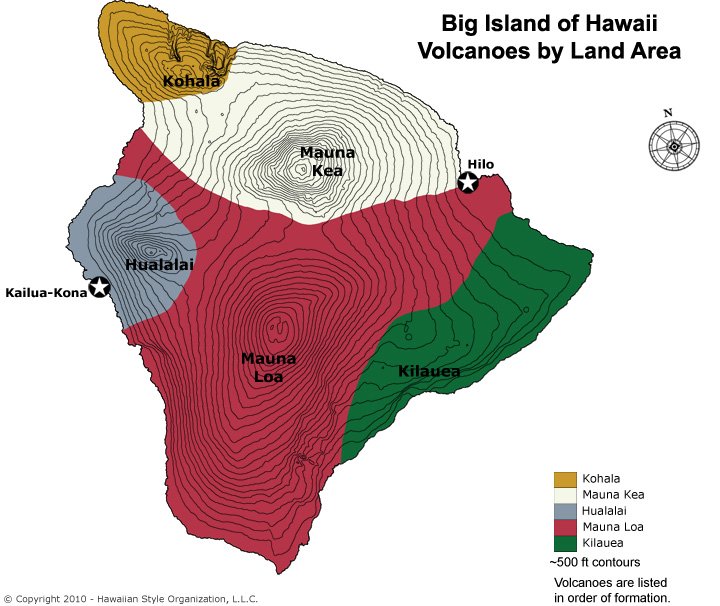 Big Island of Hawaii
Volcanoes by Land Area
Kohala
N
Mauna
Kea
Hilo
Hualalai
Kailua-Kona
Mauna
Loa
Kilauea
Kohala
Mauna Kea
Hualalai
Mauna Loa
Kilauea
~500 ft contours
Volcanoes are listed
in order of formation.
© Copyright 2010 - Hawaiian Style Organization, L.L.C.